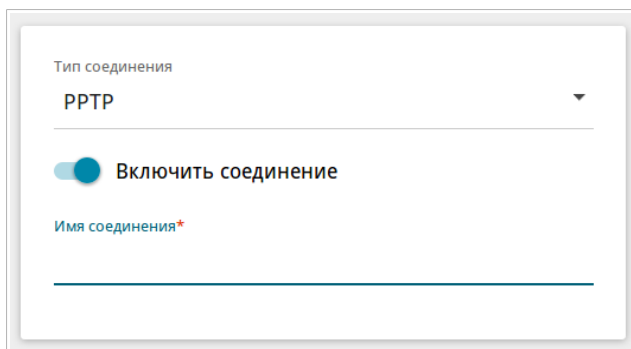 Тип соединения
PPTP
Включить соединение
Имя соединения*